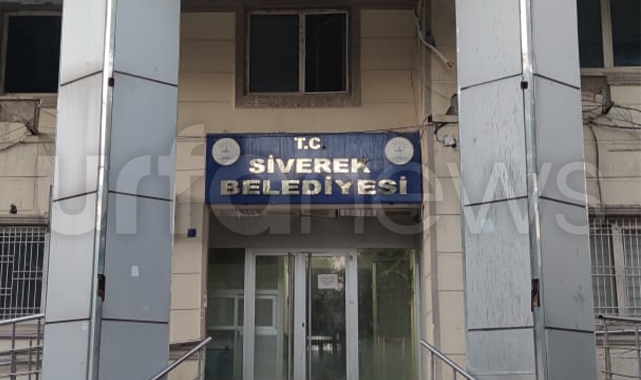 T.C.
SİVEREK
BELEDİYESİ
urfanews